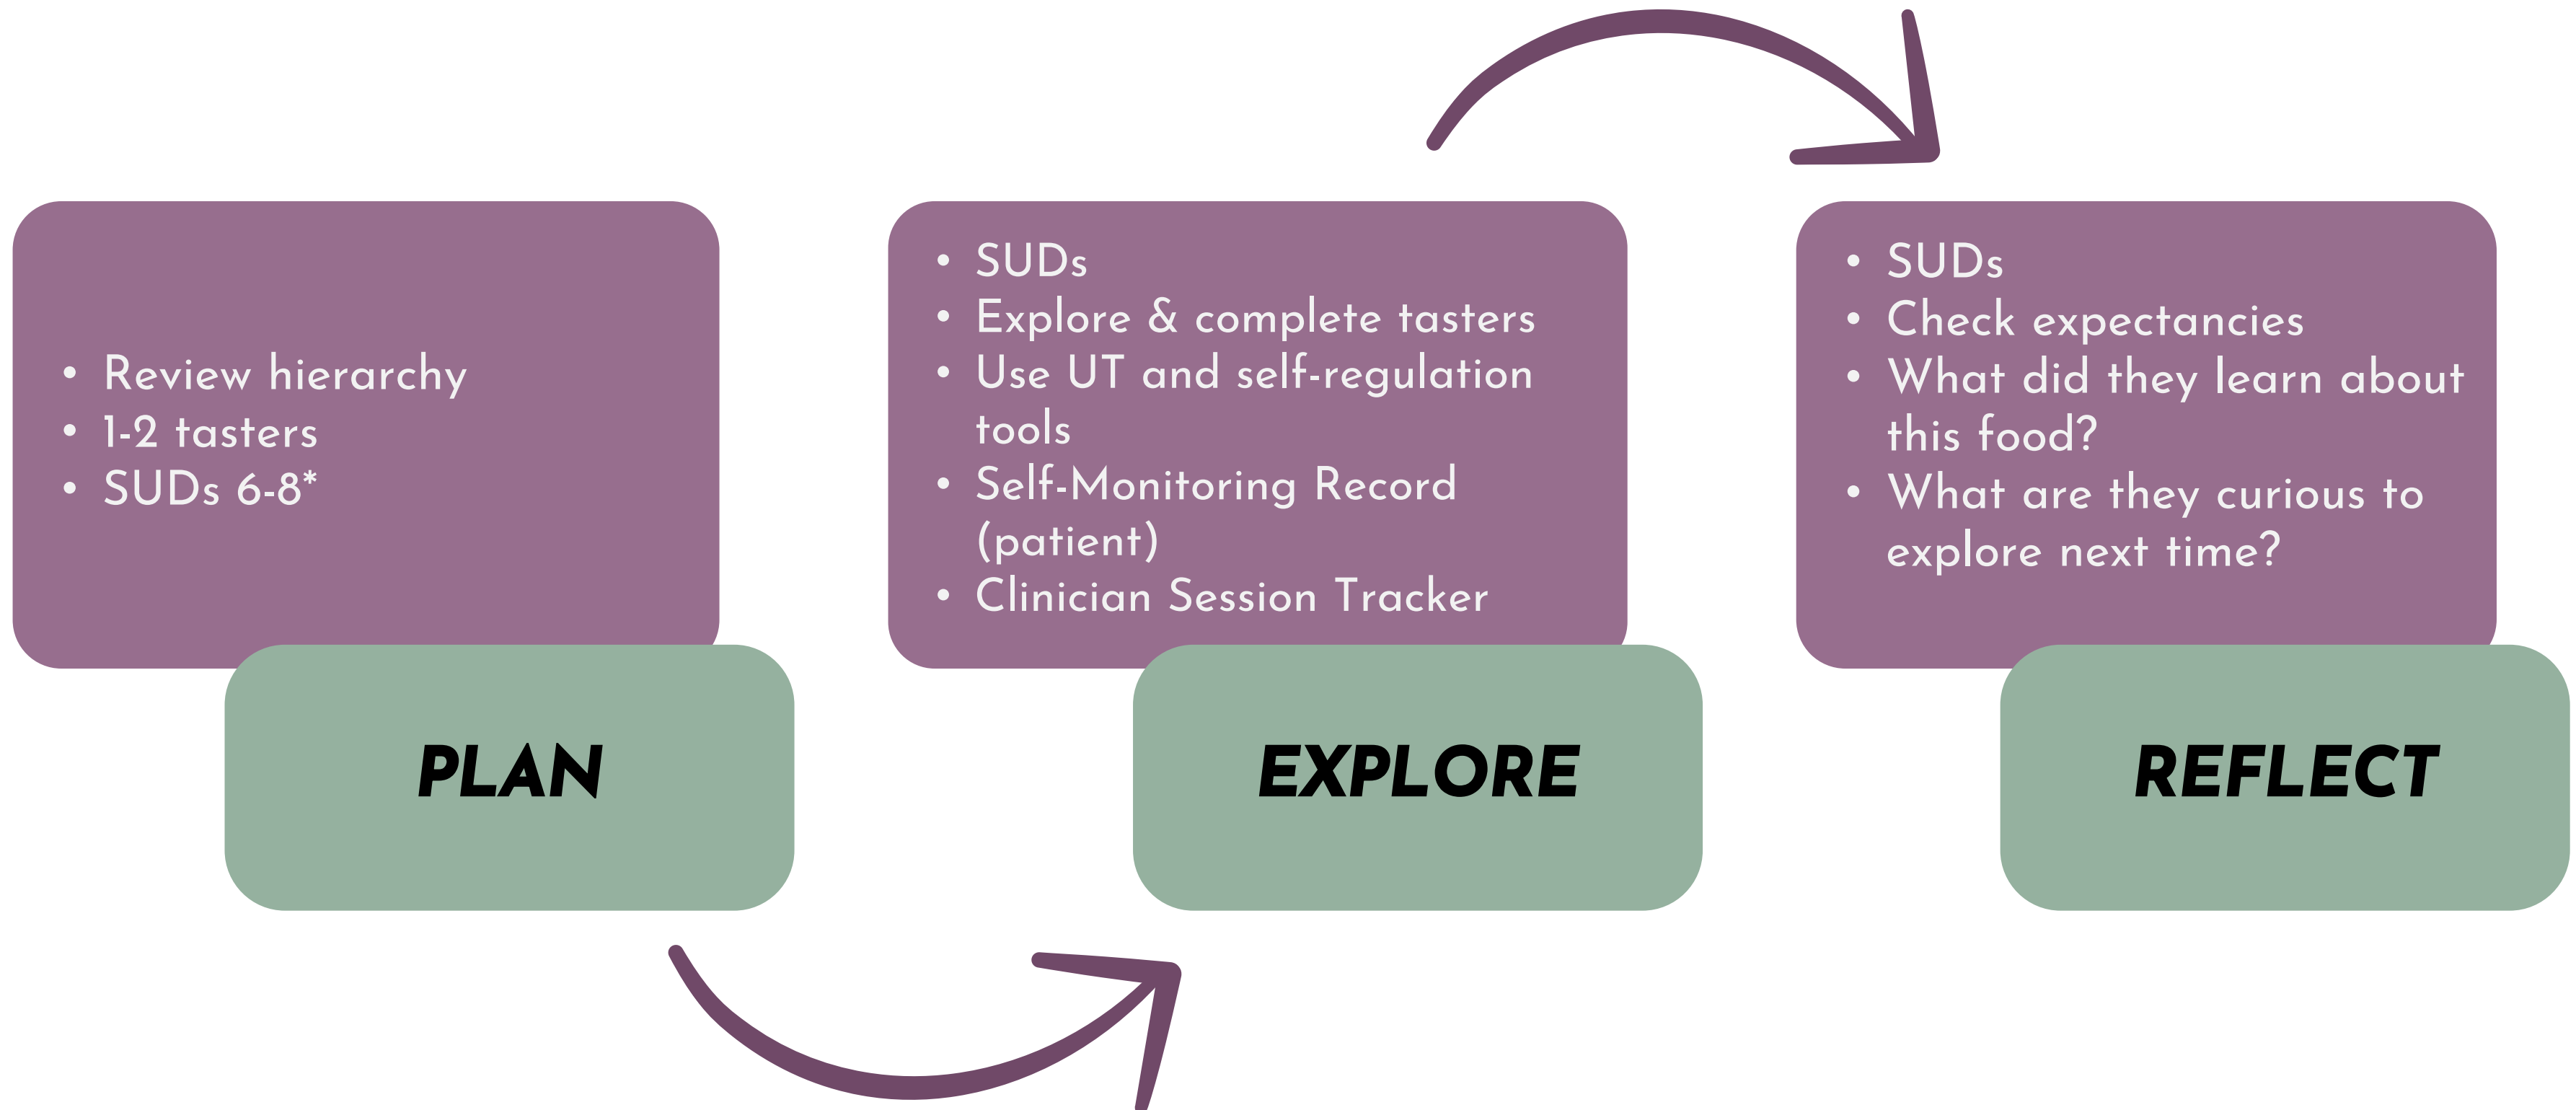 • Review hierarchy
• 1-2 tasters
• SUDs 6-8*
PLAN
• SUDs
• Explore & complete tasters
• Use UT and self-regulation
tools
• Self-Monitoring Record
(patient)
• Clinician Session Tracker
EXPLORE
• SUDs
• Check expectancies
• What did they learn about
this food?
• What are they curious to
explore next time?
REFLECT